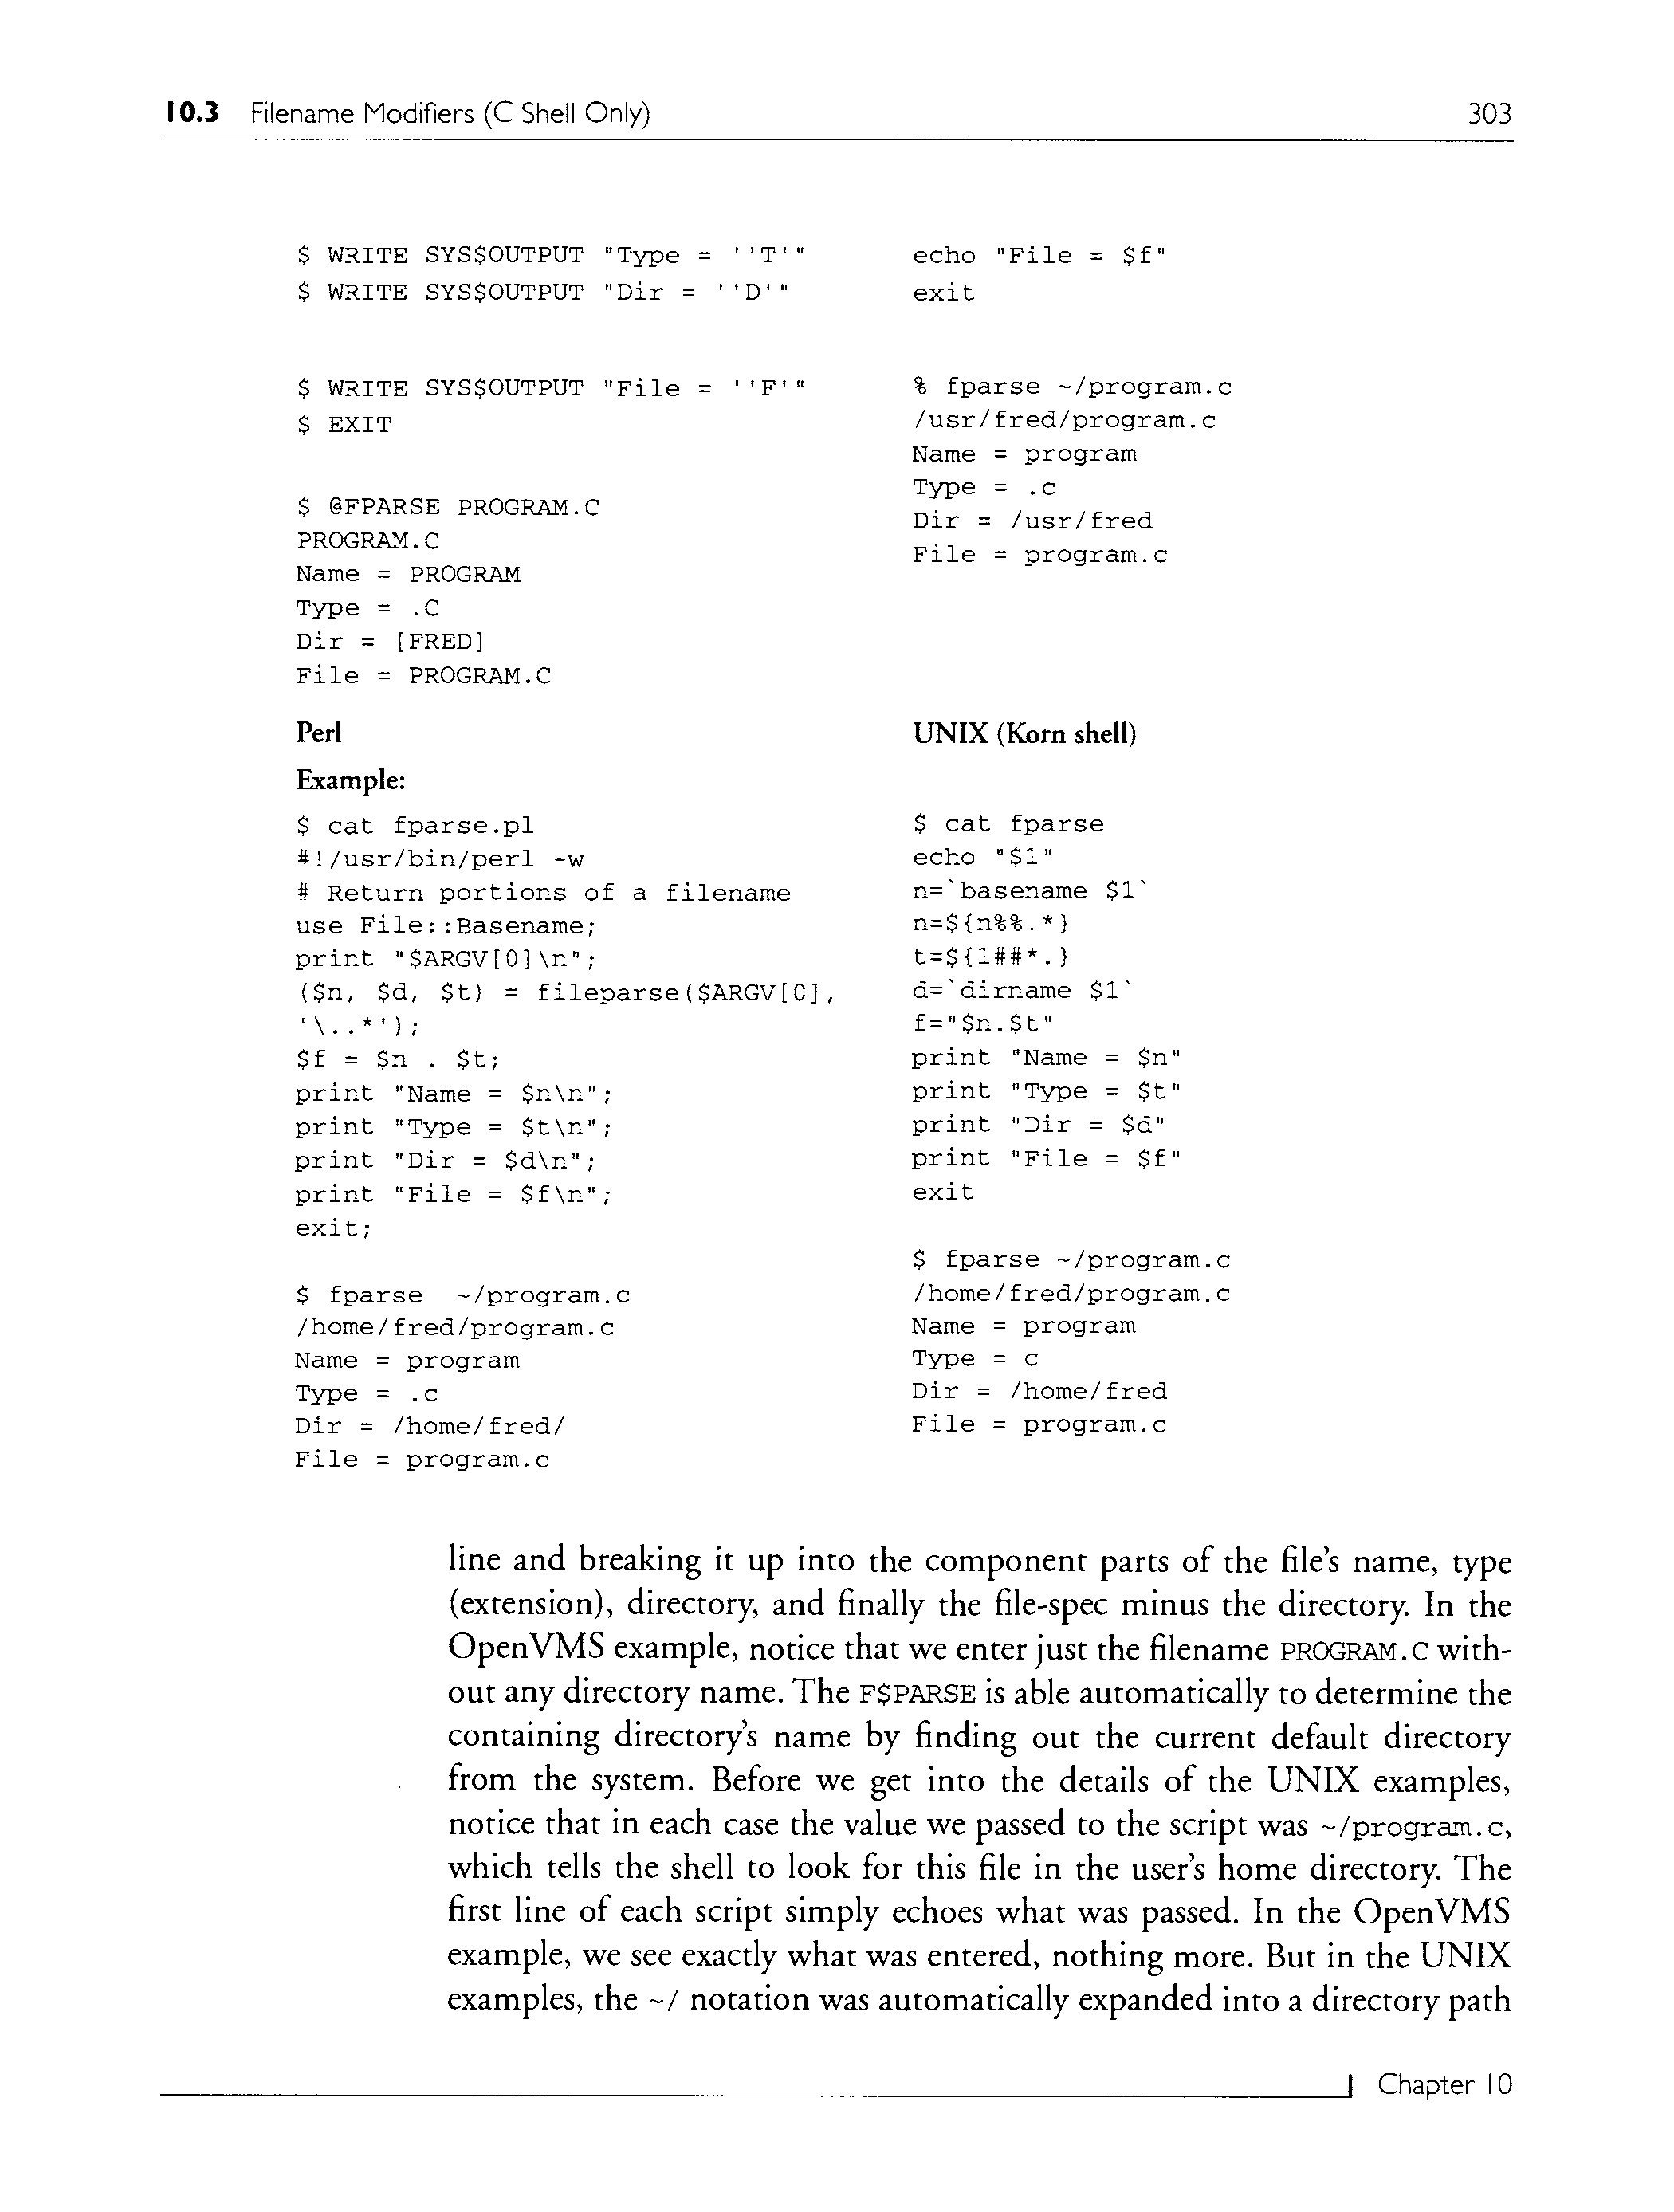 10.3 Filename Modifiers (C Shell Only) 303
$ WRITE SYS$OUTPUT "Type = ''T'"
$ WRITE SYS$OUTPUT "Dir = ''D'"
$ WRITE SYS$OUTPUT "File = ''F'"
$ EXIT
$ @FPARSE PROGRAM.C
PROGRAM.C
Name = PROGRAM
Type = .C
Dir = [FRED]
File = PROGRAM.C
echo "File = $f"
exit
% fparse ~/program.c
/usr/fred/program.c
Name = program
Type = .c
Dir = /usr/fred
File = program.c
Perl
Example:
$ cat fparse.pl
#!/usr/bin/perl -w
# Return portions of a filename
use File::Basename;
print "$ARGV[0]\n";
($n, $d, $t) = fileparse($ARGV[0],
'\..*');
$f = $n . $t;
print "Name = $n\n";
print "Type = $t\n";
print "Dir = $d\n";
print "File = $f\n";
exit;
$ fparse ~/program.c
/home/fred/program.c
Name = program
Type = .c
Dir = /home/fred/
File = program.c
UNIX (Korn shell)
$ cat fparse
echo "$1"
n=`basename $1`
n=${n%%.*}
t=${1##*.}
d=`dirname $1`
f="$n.$t"
print "Name = $n"
print "Type = $t"
print "Dir = $d"
print "File = $f"
exit
$ fparse ~/program.c
/home/fred/program.c
Name = program
Type = c
Dir = /home/fred
File = program.c
line and breaking it up into the component parts of the file's name, type
(extension), directory, and finally the file-spec minus the directory. In the
OpenVMS example, notice that we enter just the filename PROGRAM.C with-
out any directory name. The F$PARSE is able automatically to determine the
containing directory's name by finding out the current default directory
from the system. Before we get into the details of the UNIX examples,
notice that in each case the value we passed to the script was ~/program.c,
which tells the shell to look for this file in the user's home directory. The
first line of each script simply echoes what was passed. In the OpenVMS
example, we see exactly what was entered, nothing more. But in the UNIX
examples, the ~/ notation was automatically expanded into a directory path
Chapter 10